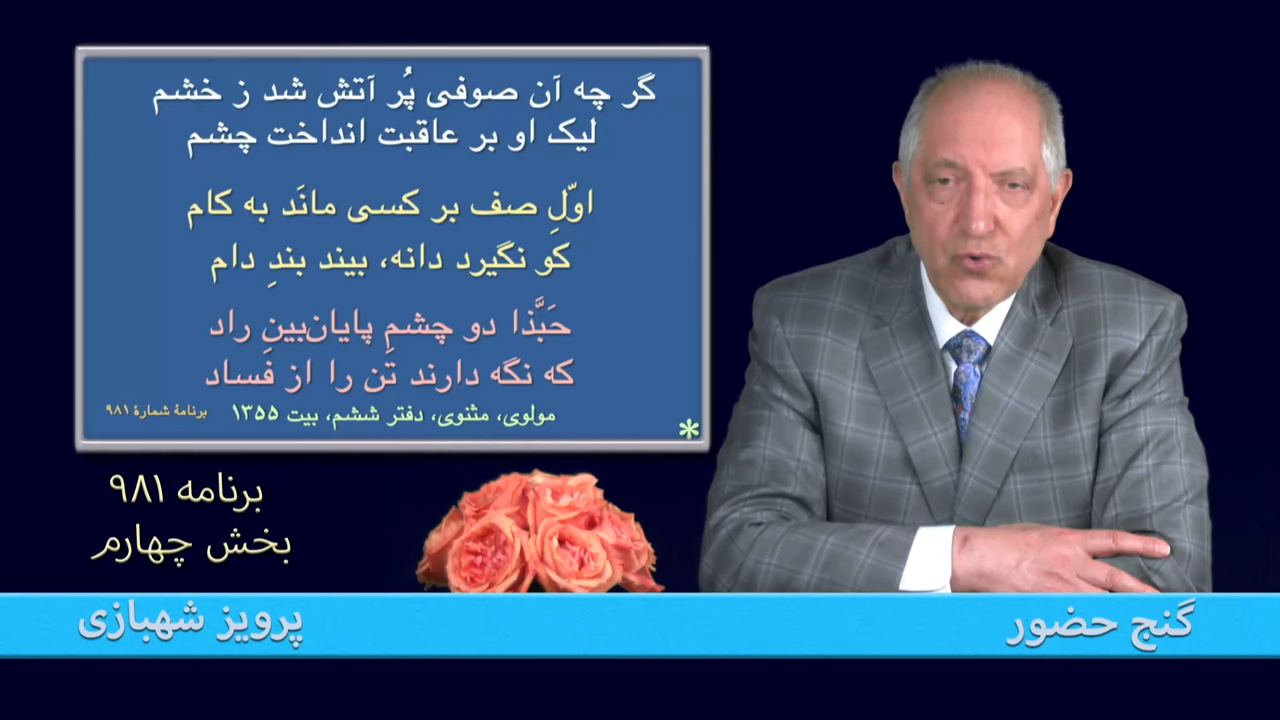 گر چه آن صوفی پُر آتش شد ز خشم
لیک او بر عاقبت انداخت چشم
اوّلِ صف بر کسی مانَد به کام
کو نگیرد دانه، بیند بندِ دام
حَبَّذا دو چشمِ پایان‌بینِ راد
که نگه دارند تن را از فَساد
مولوی، مثنوی، دفتر ششم، بیت ۱۳۵۵
برنامهٔ شمارهٔ ۹۸۱
*
برنامه ۹۸۱
بخش چهارم
گنج حضور
پرویز شهبازی